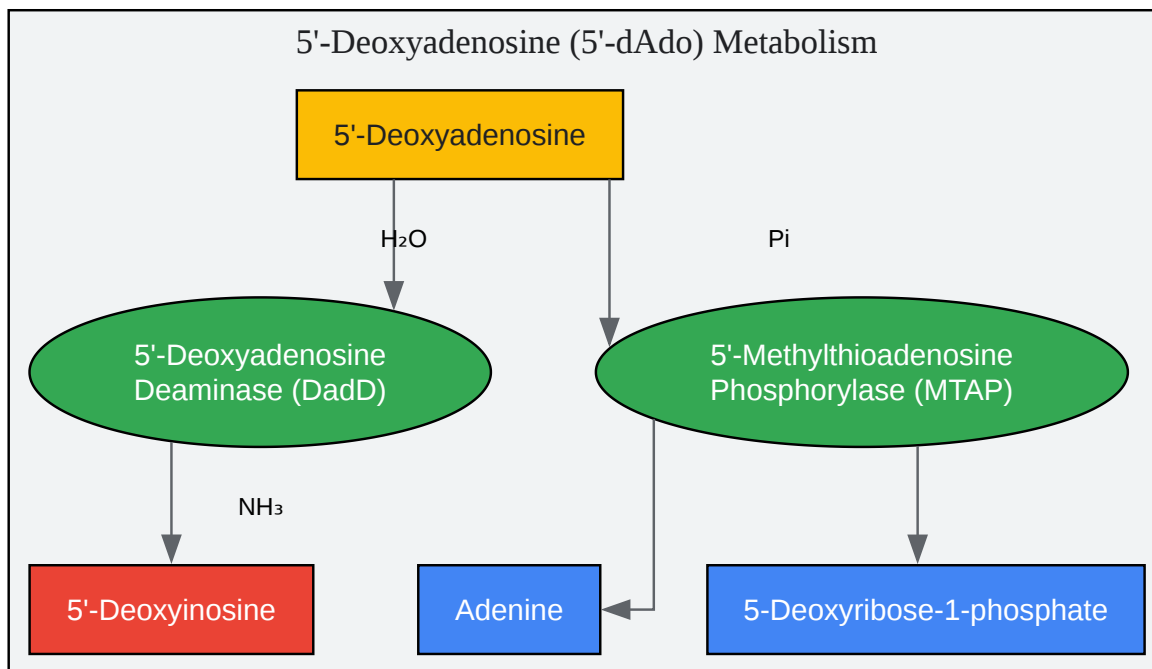 5'-Deoxyadenosine (5'-dAdo) Metabolism
5'-Deoxyadenosine
H₂O
Pi
5'-Deoxyadenosine
Deaminase (DadD)
5'-Methylthioadenosine
Phosphorylase (MTAP)
NH₃
5'-Deoxyinosine
Adenine
5-Deoxyribose-1-phosphate